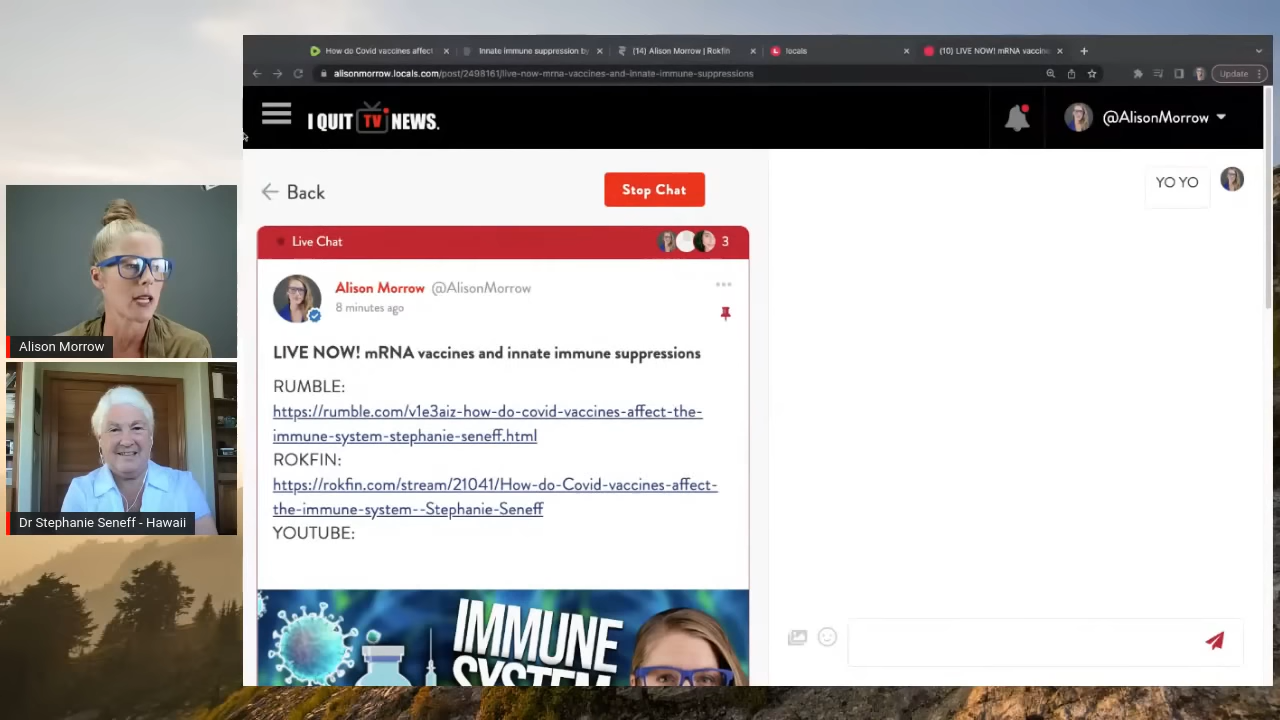 How do Covid vaccines affect
Innate immune suppression by
(14) Alison Morrow | Rokfin
locals
(10) LIVE NOW! mRNA vaccin
alisonmorrow.locals.com/post/2498161/live-now-mrna-vaccines-and-innate-immune-suppressions
Update
I QUIT TV NEWS.
@AlisonMorrow
Back
Stop Chat
YO YO
Live Chat
3
Alison Morrow @AlisonMorrow
8 minutes ago
LIVE NOW! mRNA vaccines and innate immune suppressions
RUMBLE:
https://rumble.com/v1e3aiz-how-do-covid-vaccines-affect-the-
immune-system-stephanie-seneff.html
ROKFIN:
https://rokfin.com/stream/21041/How-do-Covid-vaccines-affect-
the-immune-system--Stephanie-Seneff
YOUTUBE:
IMMUNE
SYSTEM
Alison Morrow
Dr Stephanie Seneff - Hawaii